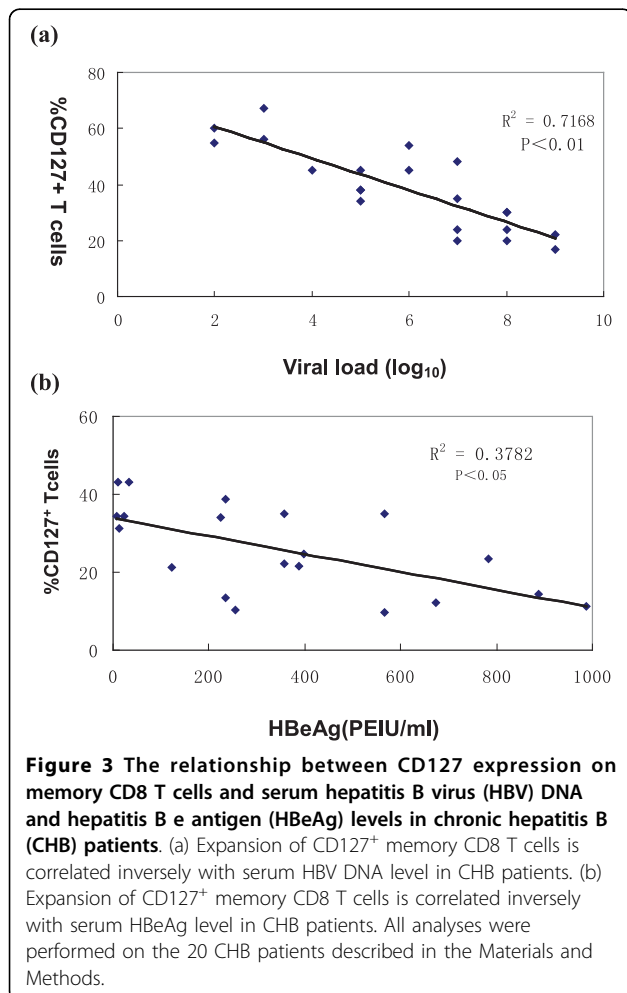 (a)
%CD127+ T cells
80
60
40
20
0
R² = 0.7168
P<0.01
0 2 4 6 8 10
Viral load (log₁₀)
(b)
%CD127⁺ Tcells
60
40
20
0
R² = 0.3782
P<0.05
0 200 400 600 800 1000
HBeAg(PEIU/ml)
Figure 3 The relationship between CD127 expression on
memory CD8 T cells and serum hepatitis B virus (HBV) DNA
and hepatitis B e antigen (HBeAg) levels in chronic hepatitis B
(CHB) patients. (a) Expansion of CD127⁺ memory CD8 T cells is
correlated inversely with serum HBV DNA level in CHB patients. (b)
Expansion of CD127⁺ memory CD8 T cells is correlated inversely
with serum HBeAg level in CHB patients. All analyses were
performed on the 20 CHB patients described in the Materials and
Methods.